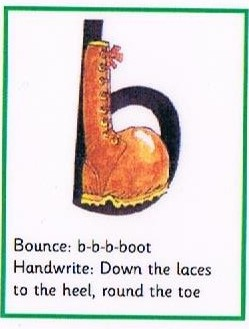 b
Bounce: b-b-b-boot
Handwrite: Down the laces
to the heel, round the toe